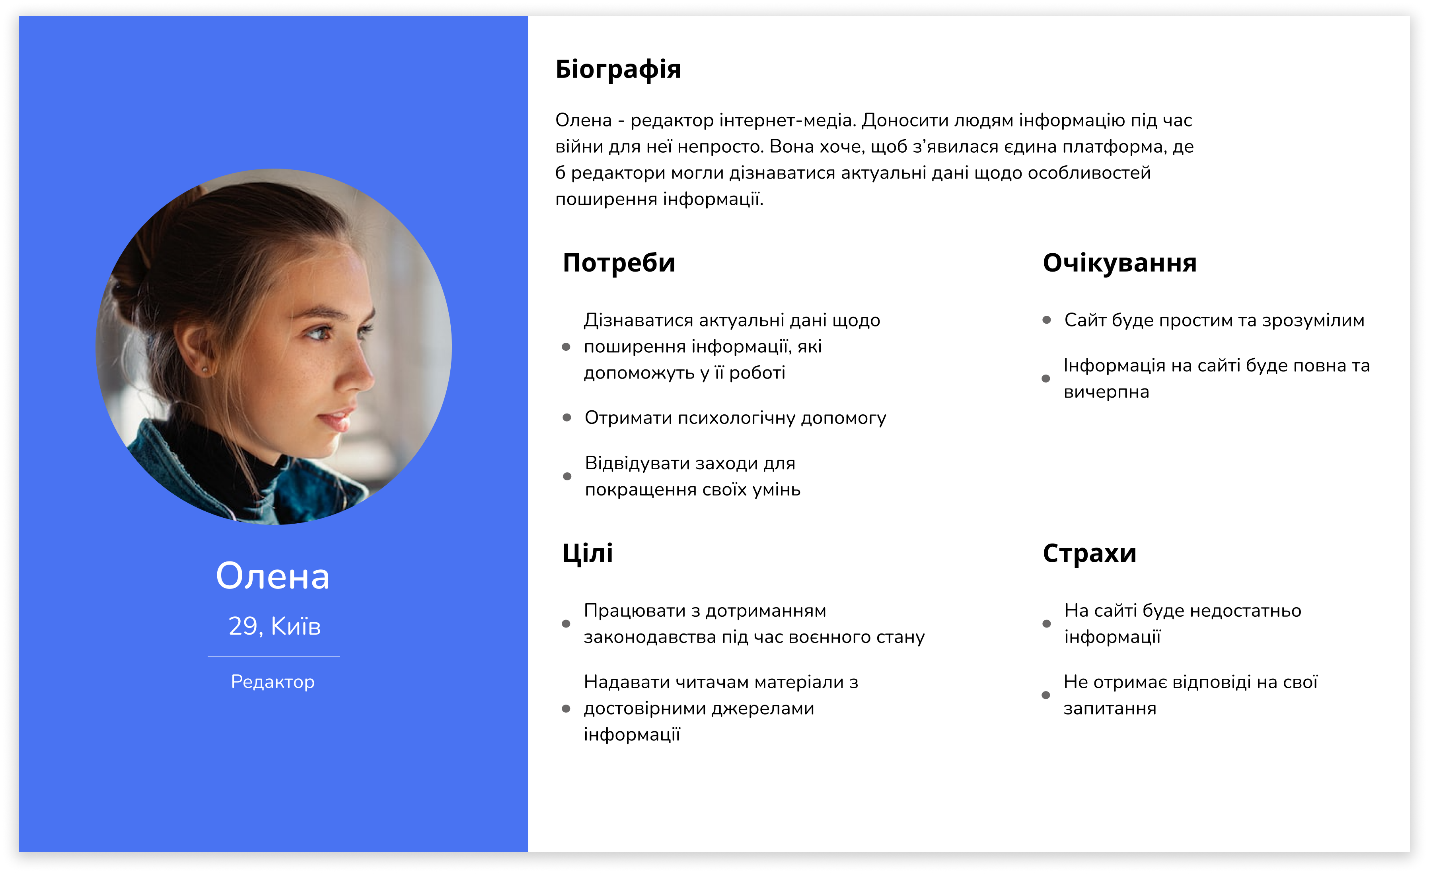 Олена
29, Київ
Редактор
Біографія
Олена - редактор інтернет-медіа. Доносити людям інформацію під час
війни для неї непросто. Вона хоче, щоб з’явилася єдина платформа, де
б редактори могли дізнаватися актуальні дані щодо особливостей
поширення інформації.
Потреби
Дізнаватися актуальні дані щодо
поширення інформації, які
допоможуть у її роботі
Отримати психологічну допомогу
Відвідувати заходи для
покращення своїх умінь
Очікування
Сайт буде простим та зрозумілим
Інформація на сайті буде повна та
вичерпна
Цілі
Працювати з дотриманням
законодавства під час воєнного стану
Надавати читачам матеріали з
достовірними джерелами
інформації
Страхи
На сайті буде недостатньо
інформації
Не отримає відповіді на свої
запитання